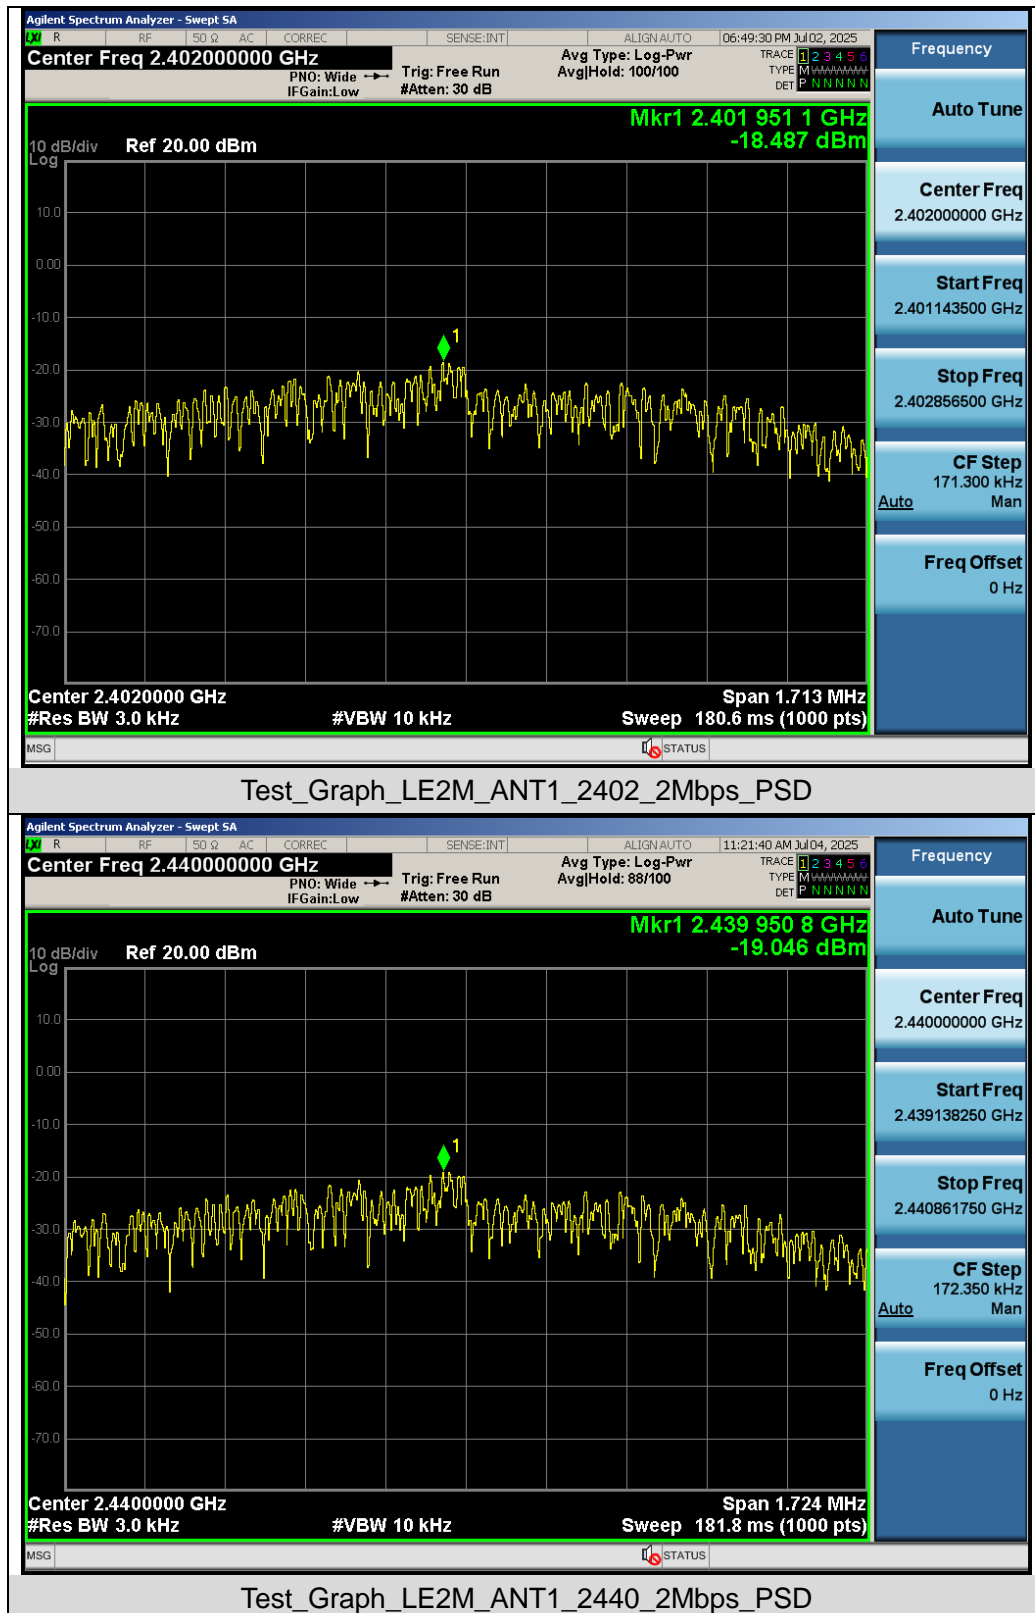 Agilent Spectrum Analyzer - Swept SA
LXI R RF 50 Ω AC CORREC SENSE:INT ALIGN AUTO 06:49:30 PM Jul 02, 2025
Center Freq 2.402000000 GHz
PNO: Wide
IFGain:Low
Trig: Free Run
#Atten: 30 dB
Avg Type: Log-Pwr
Avg|Hold: 100/100
TRACE 1 2 3 4 5 6
TYPE M
DET P N N N N N
Mkr1 2.401 951 1 GHz
-18.487 dBm
10 dB/div Ref 20.00 dBm
Log
10.0
0.00
-10.0
-20.0
-30.0
-40.0
-50.0
-60.0
-70.0
1
Center 2.4020000 GHz Span 1.713 MHz
#Res BW 3.0 kHz #VBW 10 kHz Sweep 180.6 ms (1000 pts)
MSG STATUS
Frequency
Auto Tune
Center Freq
2.402000000 GHz
Start Freq
2.401143500 GHz
Stop Freq
2.402856500 GHz
CF Step
171.300 kHz
Auto Man
Freq Offset
0 Hz
Test_Graph_LE2M_ANT1_2402_2Mbps_PSD
Agilent Spectrum Analyzer - Swept SA
LXI R RF 50 Ω AC CORREC SENSE:INT ALIGN AUTO 11:21:40 AM Jul 04, 2025
Center Freq 2.440000000 GHz
PNO: Wide
IFGain:Low
Trig: Free Run
#Atten: 30 dB
Avg Type: Log-Pwr
Avg|Hold: 88/100
TRACE 1 2 3 4 5 6
TYPE M
DET P N N N N N
Mkr1 2.439 950 8 GHz
-19.046 dBm
10 dB/div Ref 20.00 dBm
Log
10.0
0.00
-10.0
-20.0
-30.0
-40.0
-50.0
-60.0
-70.0
1
Center 2.4400000 GHz Span 1.724 MHz
#Res BW 3.0 kHz #VBW 10 kHz Sweep 181.8 ms (1000 pts)
MSG STATUS
Frequency
Auto Tune
Center Freq
2.440000000 GHz
Start Freq
2.439138250 GHz
Stop Freq
2.440861750 GHz
CF Step
172.350 kHz
Auto Man
Freq Offset
0 Hz
Test_Graph_LE2M_ANT1_2440_2Mbps_PSD